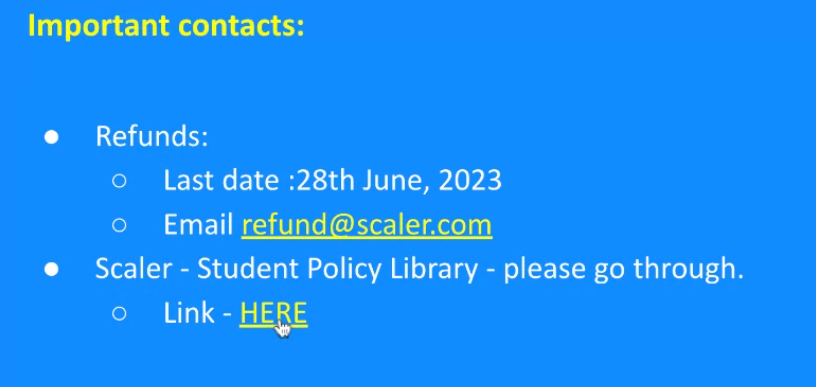 Important contacts:
● Refunds:
○ Last date :28th June, 2023
○ Email refund@scaler.com
● Scaler - Student Policy Library - please go through.
○ Link - HERE